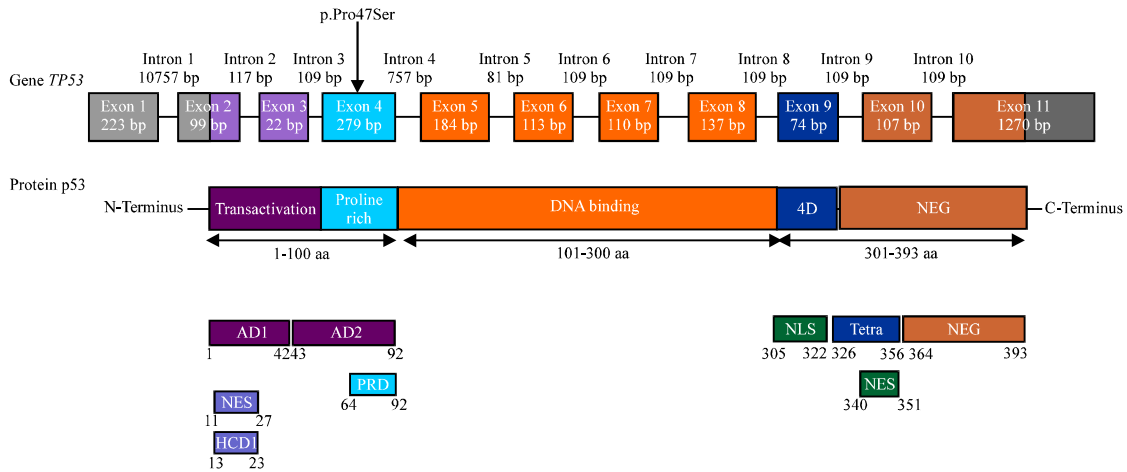 p.Pro47Ser
Intron 1 Intron 2 Intron 3 Intron 4 Intron 5 Intron 6 Intron 7 Intron 8 Intron 9 Intron 10
10757 bp 117 bp 109 bp 757 bp 81 bp 109 bp 109 bp 109 bp 109 bp 109 bp
Gene TP53
Exon 1 Exon 2 Exon 3 Exon 4 Exon 5 Exon 6 Exon 7 Exon 8 Exon 9 Exon 10 Exon 11
223 bp 99 bp 22 bp 279 bp 184 bp 113 bp 110 bp 137 bp 74 bp 107 bp 1270 bp
Protein p53
N-Terminus Transactivation Proline rich DNA binding 4D NEG C-Terminus
1-100 aa 101-300 aa 301-393 aa
AD1 AD2 NLS Tetra NEG
1 42 43 92 305 322 326 356 364 393
PRD NES
64 92 340 351
NES
11 27
HCD1
13 23